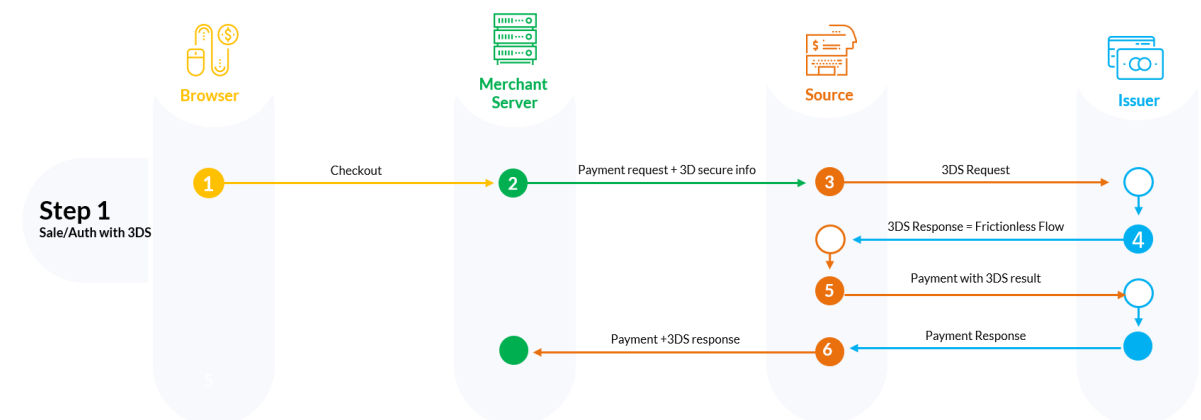 Browser
Merchant
Server
Source
Issuer
Step 1
Sale/Auth with 3DS
1
Checkout
2
Payment request + 3D secure info
3
3DS Request
3DS Response = Frictionless Flow
4
5
Payment with 3DS result
Payment +3DS response
6
Payment Response
5
$
$